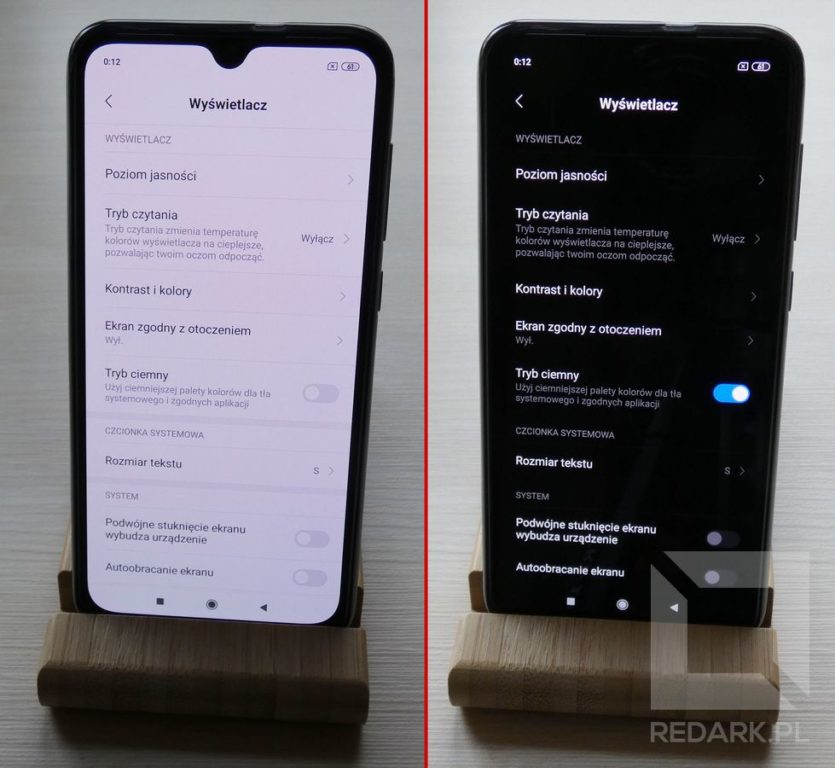 0:12
61
Wyświetlacz
WYŚWIETLACZ
Poziom jasności
Tryb czytania
Tryb czytania zmienia temperaturę
kolorów wyświetlacza na cieplejsze,
pozwalając twoim oczom odpocząć.
Wyłącz
Kontrast i kolory
Ekran zgodny z otoczeniem
Wył.
Tryb ciemny
Użyj ciemniejszej palety kolorów dla tła
systemowego i zgodnych aplikacji
CZCIONKA SYSTEMOWA
Rozmiar tekstu
S
SYSTEM
Podwójne stuknięcie ekranu
wybudza urządzenie
Autoobracanie ekranu
0:12
61
Wyświetlacz
WYŚWIETLACZ
Poziom jasności
Tryb czytania
Tryb czytania zmienia temperaturę
kolorów wyświetlacza na cieplejsze,
pozwalając twoim oczom odpocząć.
Wyłącz
Kontrast i kolory
Ekran zgodny z otoczeniem
Wył.
Tryb ciemny
Użyj ciemniejszej palety kolorów dla tła
systemowego i zgodnych aplikacji
CZCIONKA SYSTEMOWA
Rozmiar tekstu
S
SYSTEM
Podwójne stuknięcie ekranu
wybudza urządzenie
Autoobracanie ekranu
REDARK.PL